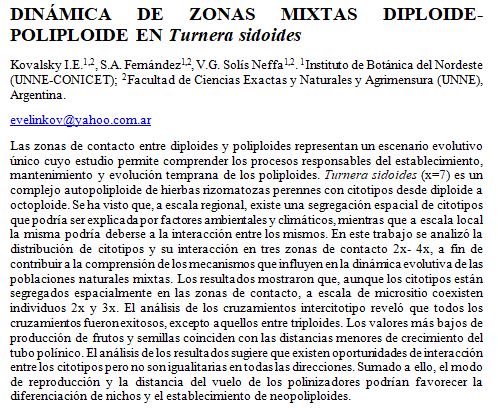 DINÁMICA DE ZONAS MIXTAS DIPLOIDE-
POLIPLOIDE EN Turnera sidoides
Kovalsky I.E.1,2, S.A. Fernández1,2, V.G. Solís Neffa1,2. 1Instituto de Botánica del Nordeste
(UNNE-CONICET); 2Facultad de Ciencias Exactas y Naturales y Agrimensura (UNNE),
Argentina.
evelinkov@yahoo.com.ar
Las zonas de contacto entre diploides y poliploides representan un escenario evolutivo
único cuyo estudio permite comprender los procesos responsables del establecimiento,
mantenimiento y evolución temprana de los poliploides. Turnera sidoides (x=7) es un
complejo autopoliploide de hierbas rizomatozas perennes con citotipos desde diploide a
octoploide. Se ha visto que, a escala regional, existe una segregación espacial de citotipos
que podría ser explicada por factores ambientales y climáticos, mientras que a escala local
la misma podría deberse a la interacción entre los mismos. En este trabajo se analizó la
distribución de citotipos y su interacción en tres zonas de contacto 2x- 4x, a fin de
contribuir a la comprensión de los mecanismos que influyen en la dinámica evolutiva de las
poblaciones naturales mixtas. Los resultados mostraron que, aunque los citotipos están
segregados espacialmente en las zonas de contacto, a escala de micrositio coexisten
individuos 2x y 3x. El análisis de los cruzamientos intercitotipo reveló que todos los
cruzamientos fueron exitosos, excepto aquellos entre triploides. Los valores más bajos de
producción de frutos y semillas coinciden con las distancias menores de crecimiento del
tubo polínico. El análisis de los resultados sugiere que existen oportunidades de interacción
entre los citotipos pero no son igualitarias en todas las direcciones. Sumado a ello, el modo
de reproducción y la distancia del vuelo de los polinizadores podrían favorecer la
diferenciación de nichos y el establecimiento de neopoliploides.